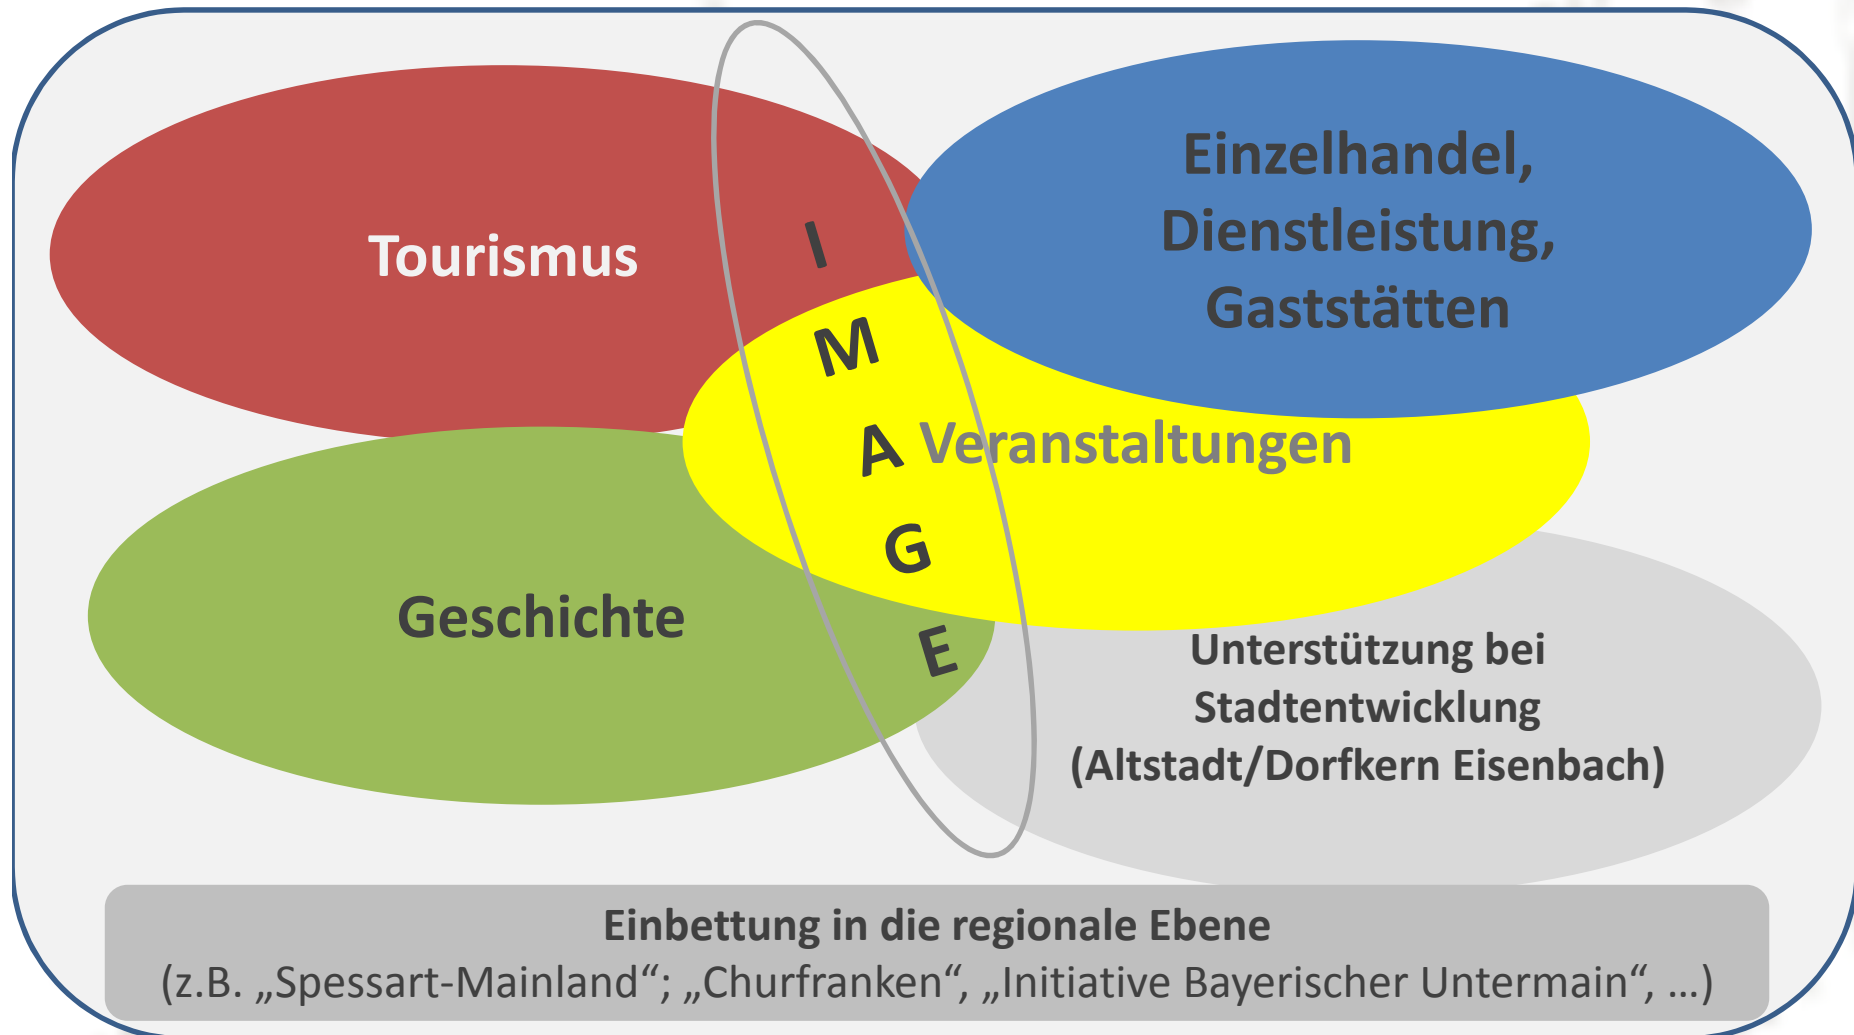 Tourismus
Einzelhandel,
Dienstleistung,
Gaststätten
I
M
A
G
E
Veranstaltungen
Geschichte
Unterstützung bei
Stadtentwicklung
(Altstadt/Dorfkern Eisenbach)
Einbettung in die regionale Ebene
(z.B. „Spessart-Mainland“; „Churfranken“, „Initiative Bayerischer Untermain“, …)